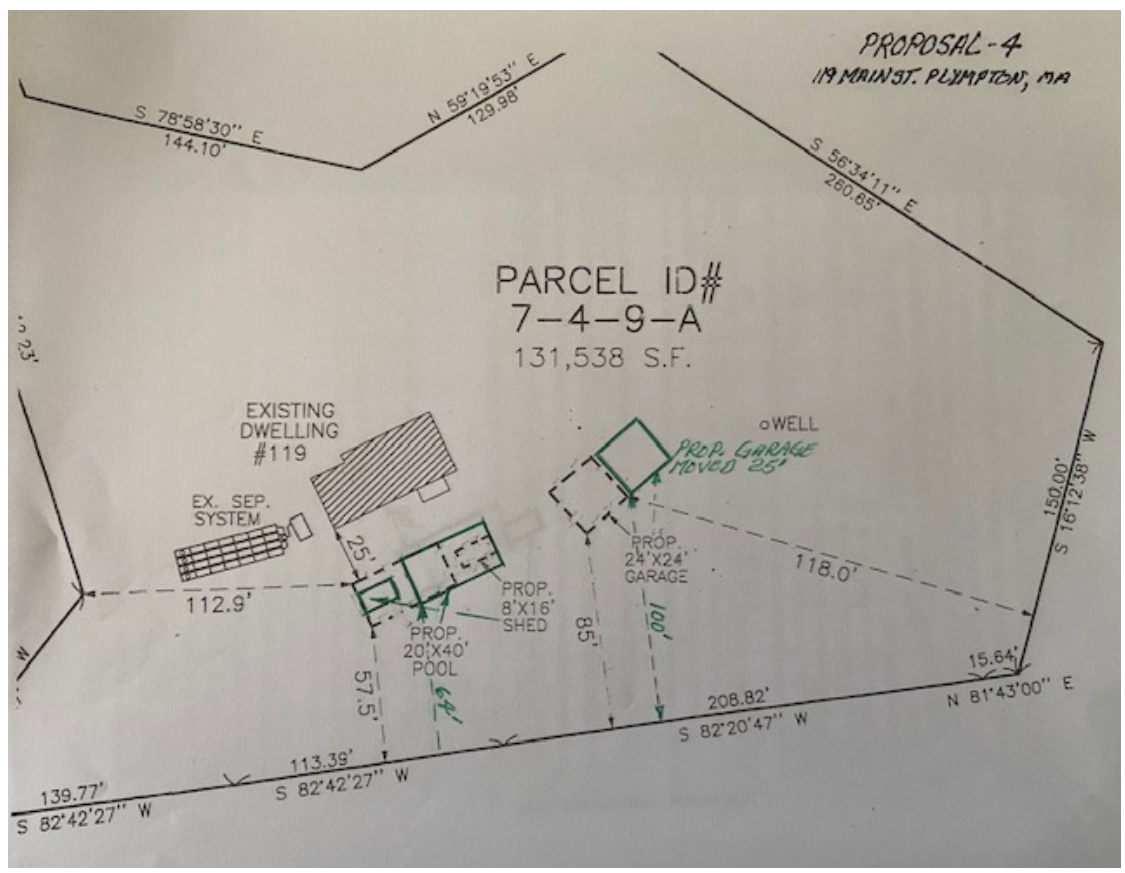 PROPOSAL-4
119 MAIN ST. PLYMPTON, MA
N 59°19'53" E
129.98'
S 78°58'30" E
144.10'
S 56°34'11" E
260.65'
PARCEL ID#
7-4-9-A
131,538 S.F.
23'
EXISTING
DWELLING
#119
WELL
PROP. GARAGE
MOVED 25'
EX. SEP.
SYSTEM
150.00'
S 16°12'38" W
25'
PROP.
24'X24'
GARAGE
118.0'
112.9'
PROP.
8'X16'
SHED
PROP.
20'X40'
POOL
57.5'
64'
85'
100'
W
15.64'
N 81°43'00" E
208.82'
S 82°20'47" W
113.39'
S 82°42'27" W
139.77'
S 82°42'27" W